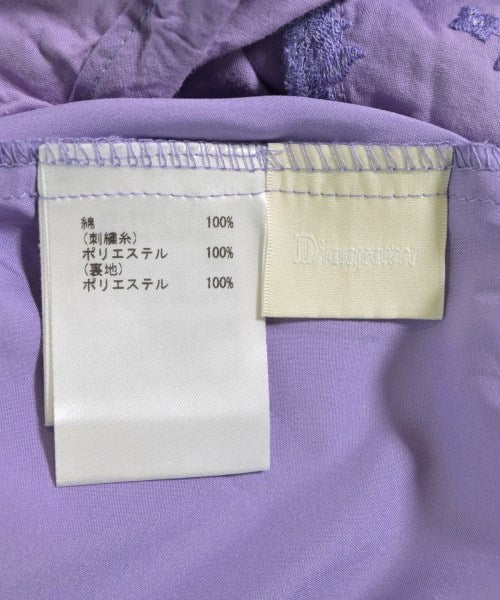 綿 100%
(刺繍糸)
ポリエステル 100%
(裏地)
ポリエステル 100%
Diagram